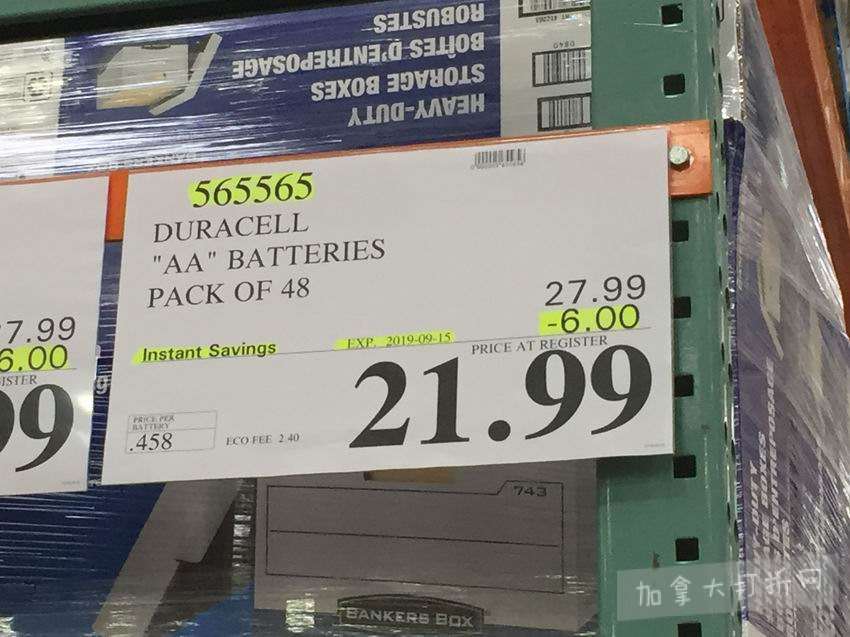 HEAVY-DUTY
STORAGE BOXES
BOÎTES D'ENTREPOSAGE
ROBUSTES
0840
565565
DURACELL
"AA" BATTERIES
PACK OF 48
27.99
-6.00
Instant Savings
EXP. 2019-09-15
PRICE AT REGISTER
21.99
PRICE PER
BATTERY
.458
ECO FEE 2.40
7.99
6.00
ISTER
99
743
BANKERS BOX
加拿大打折网